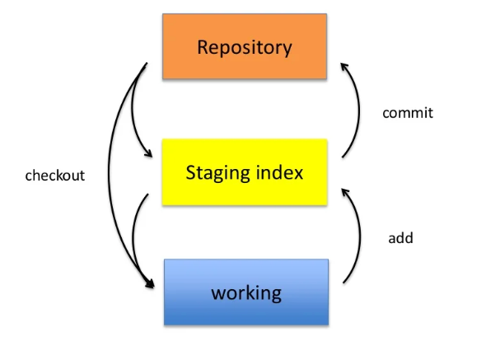 Repository
commit
Staging index
checkout
add
working